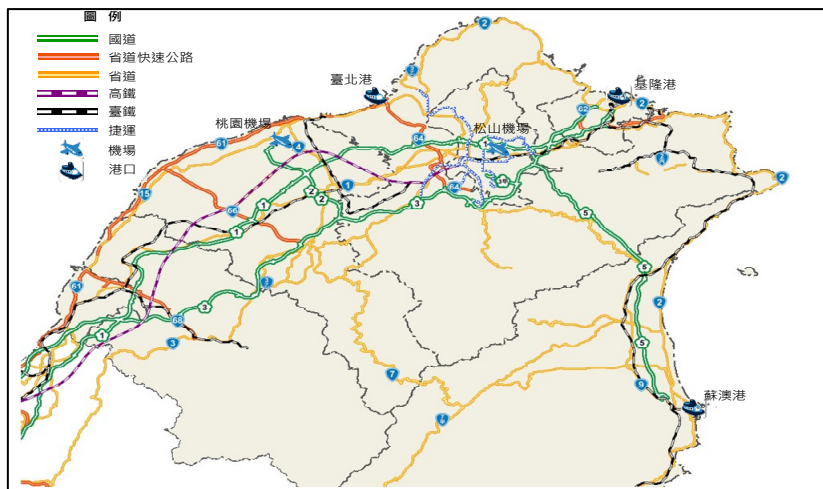 圖 例
國道
省道快速公路
省道
高鐵
臺鐵
捷運
機場
港口
2
臺北港
基隆港
2
62
桃園機場
松山機場
61
4
64
1
2
15
1
2
2
64
3
66
1
1
5
5
61
2
3
68
1
3
5
7
9
蘇澳港